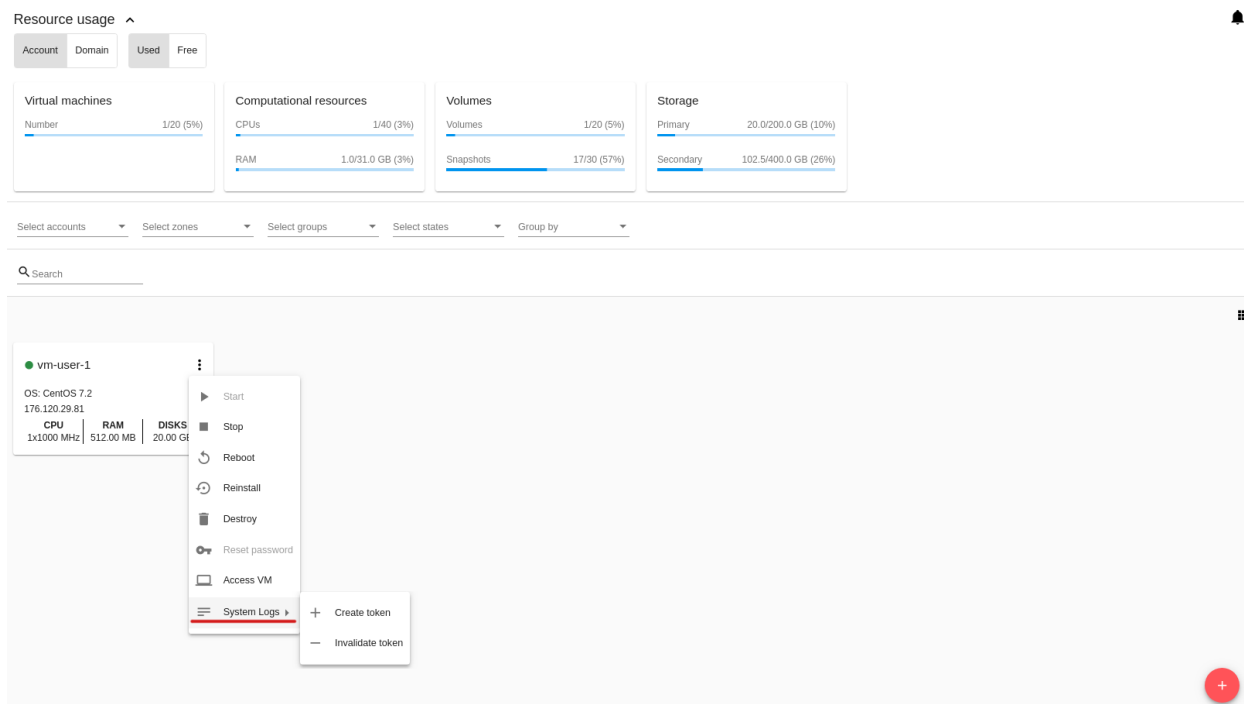 Resource usage
Account Domain Used Free
Virtual machines
Number 1/20 (5%)
Computational resources
CPUs 1/40 (3%)
RAM 1.0/31.0 GB (3%)
Volumes
Volumes 1/20 (5%)
Snapshots 17/30 (57%)
Storage
Primary 20.0/200.0 GB (10%)
Secondary 102.5/400.0 GB (26%)
Select accounts Select zones Select groups Select states Group by
Search
vm-user-1
OS: CentOS 7.2
176.120.29.81
CPU RAM DISKS
1x1000 MHz 512.00 MB 20.00 GB
Start
Stop
Reboot
Reinstall
Destroy
Reset password
Access VM
System Logs
Create token
Invalidate token